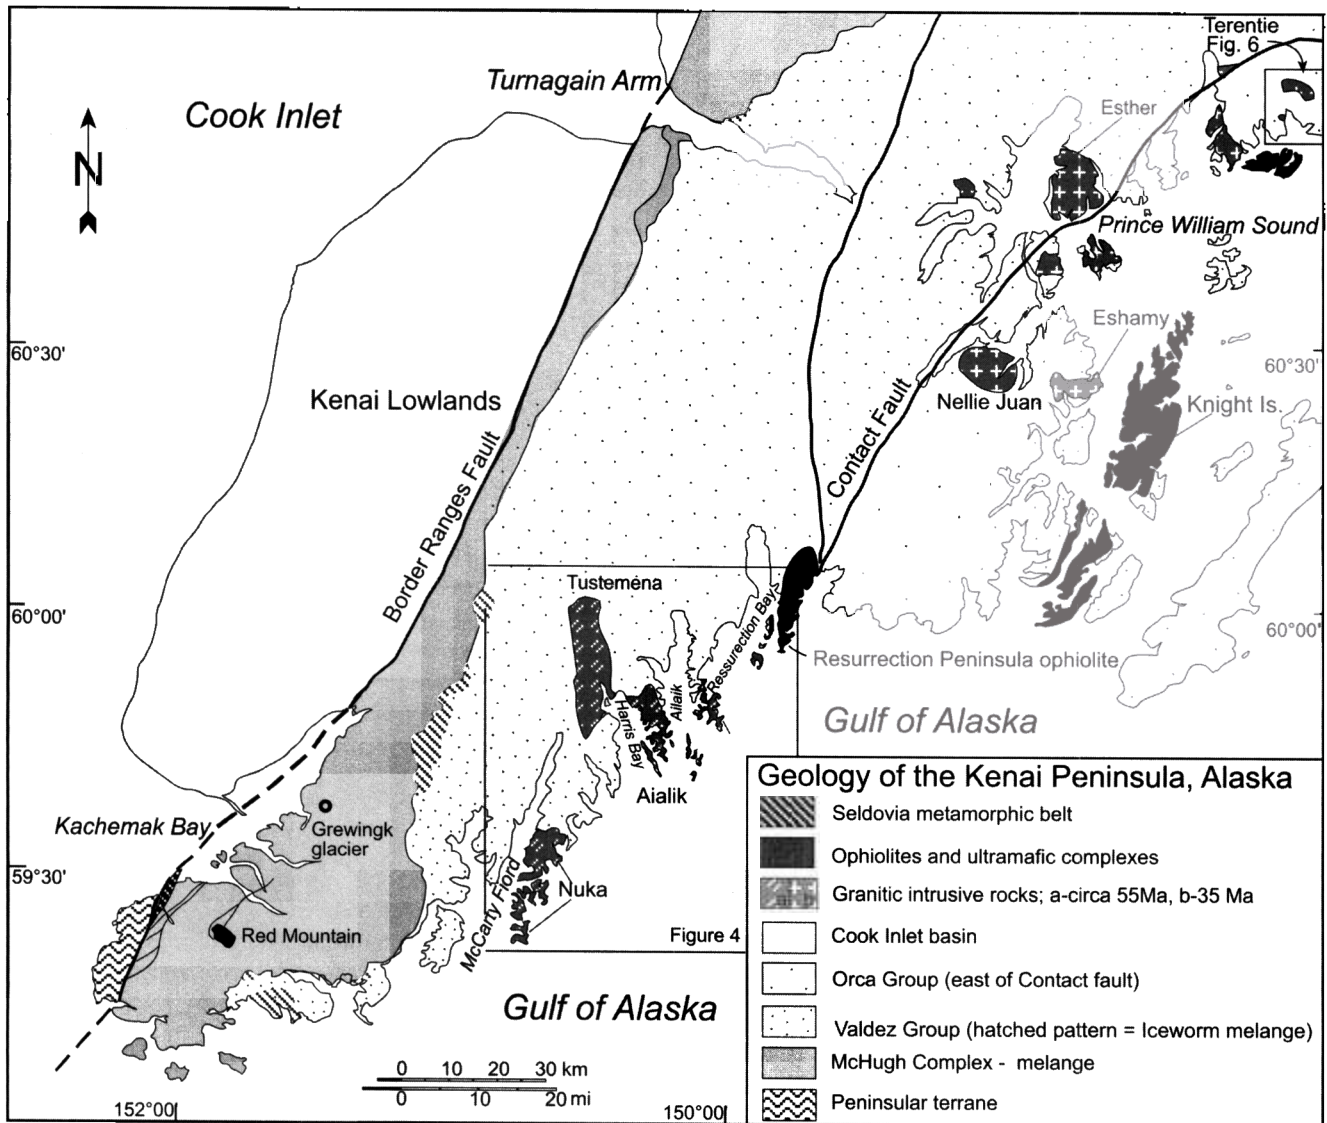 Terentie
Fig. 6
Turnagain Arm
Cook Inlet
Esther
N
Prince William Sound
60°30'
Eshamy
60°30'
Kenai Lowlands
Nellie Juan
Knight Is.
Contact Fault
Border Ranges Fault
Tustemena
60°00'
60°00'
Ressurection Bay
Resurrection Peninsula ophiolite
Ailaik
Harris Bay
Gulf of Alaska
Aialik
Kachemak Bay
Grewingk
glacier
59°30'
Nuka
McCarty Fiord
Red Mountain
Figure 4
Gulf of Alaska
0 10 20 30 km
0 10 20 mi
152°00'
150°00'
Geology of the Kenai Peninsula, Alaska
Seldovia metamorphic belt
Ophiolites and ultramafic complexes
a b
Granitic intrusive rocks; a-circa 55Ma, b-35 Ma
Cook Inlet basin
Orca Group (east of Contact fault)
Valdez Group (hatched pattern = Iceworm melange)
McHugh Complex - melange
Peninsular terrane